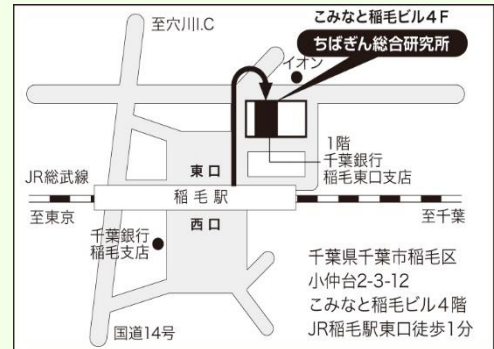 至穴川I.C
こみなと稲毛ビル4F
ちばぎん総合研究所
イオン
1階
千葉銀行
稲毛東口支店
東口
JR総武線
稲毛駅
至東京
至千葉
西口
千葉銀行
稲毛支店
千葉県千葉市稲毛区
小仲台2-3-12
こみなと稲毛ビル4階
JR稲毛駅東口徒歩1分
国道14号